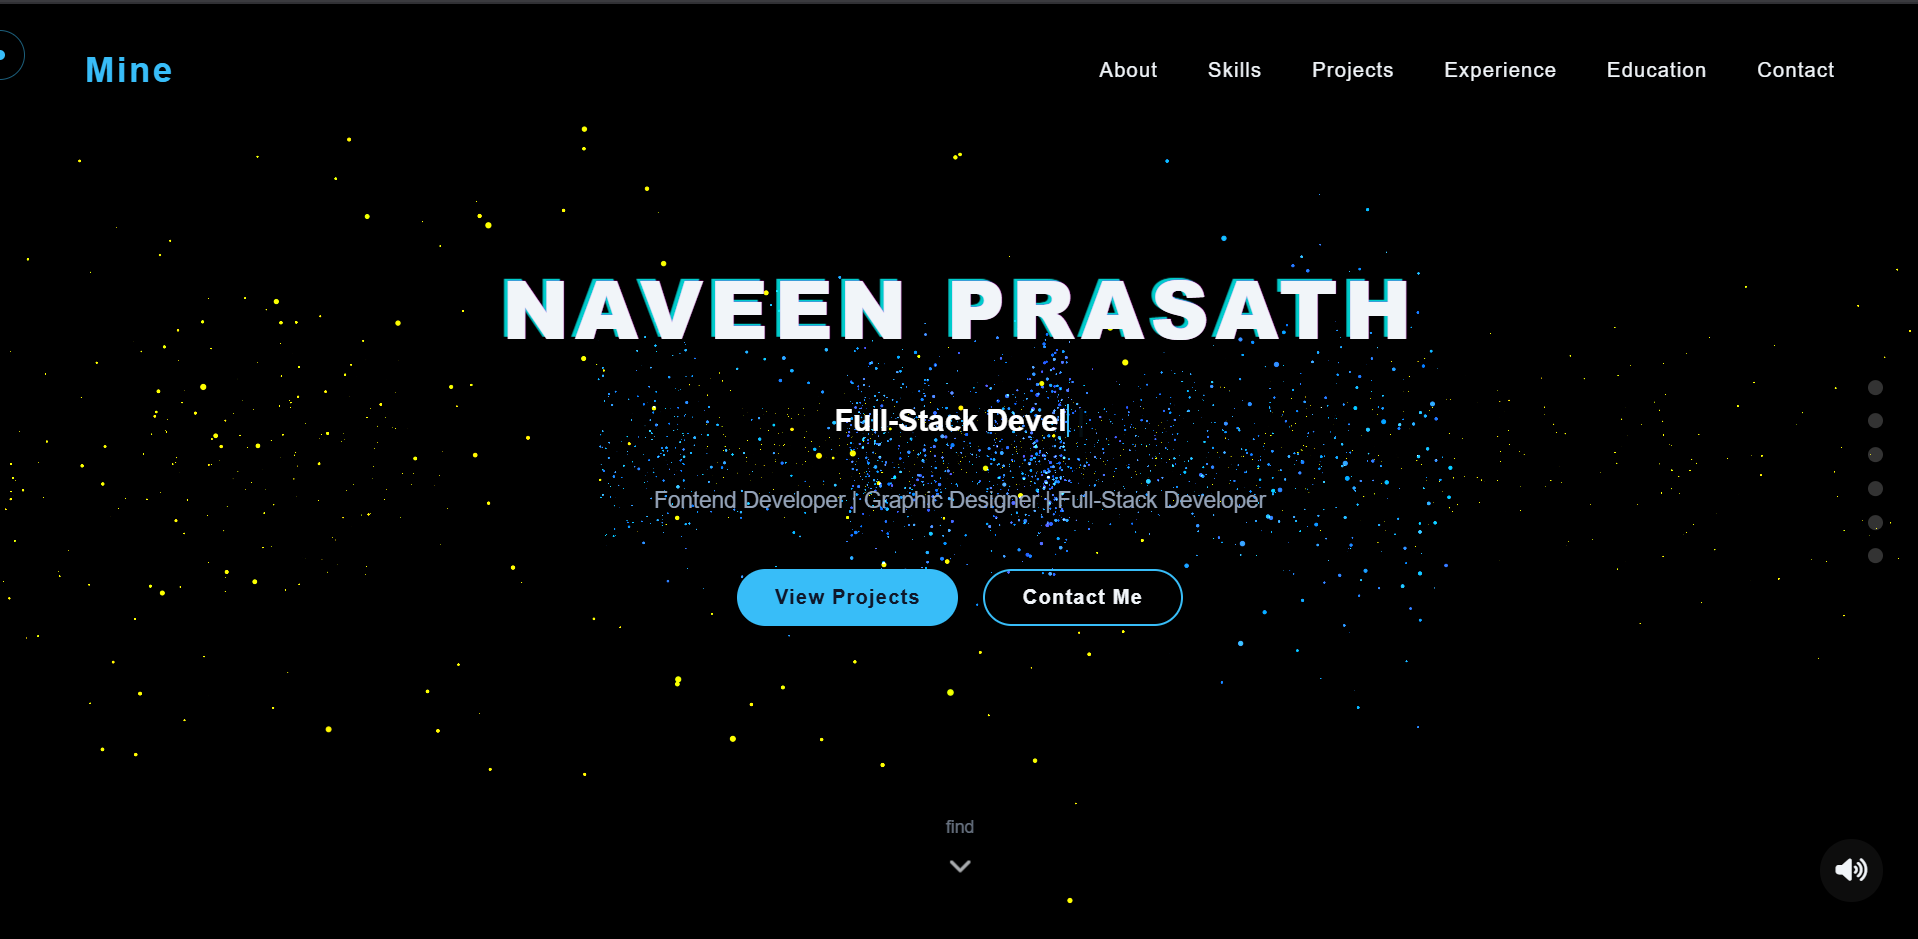 Mine
About Skills Projects Experience Education Contact
NAVEEN PRASATH
Full-Stack Devel
Fontend Developer | Graphic Designer | Full-Stack Developer
View Projects Contact Me
find